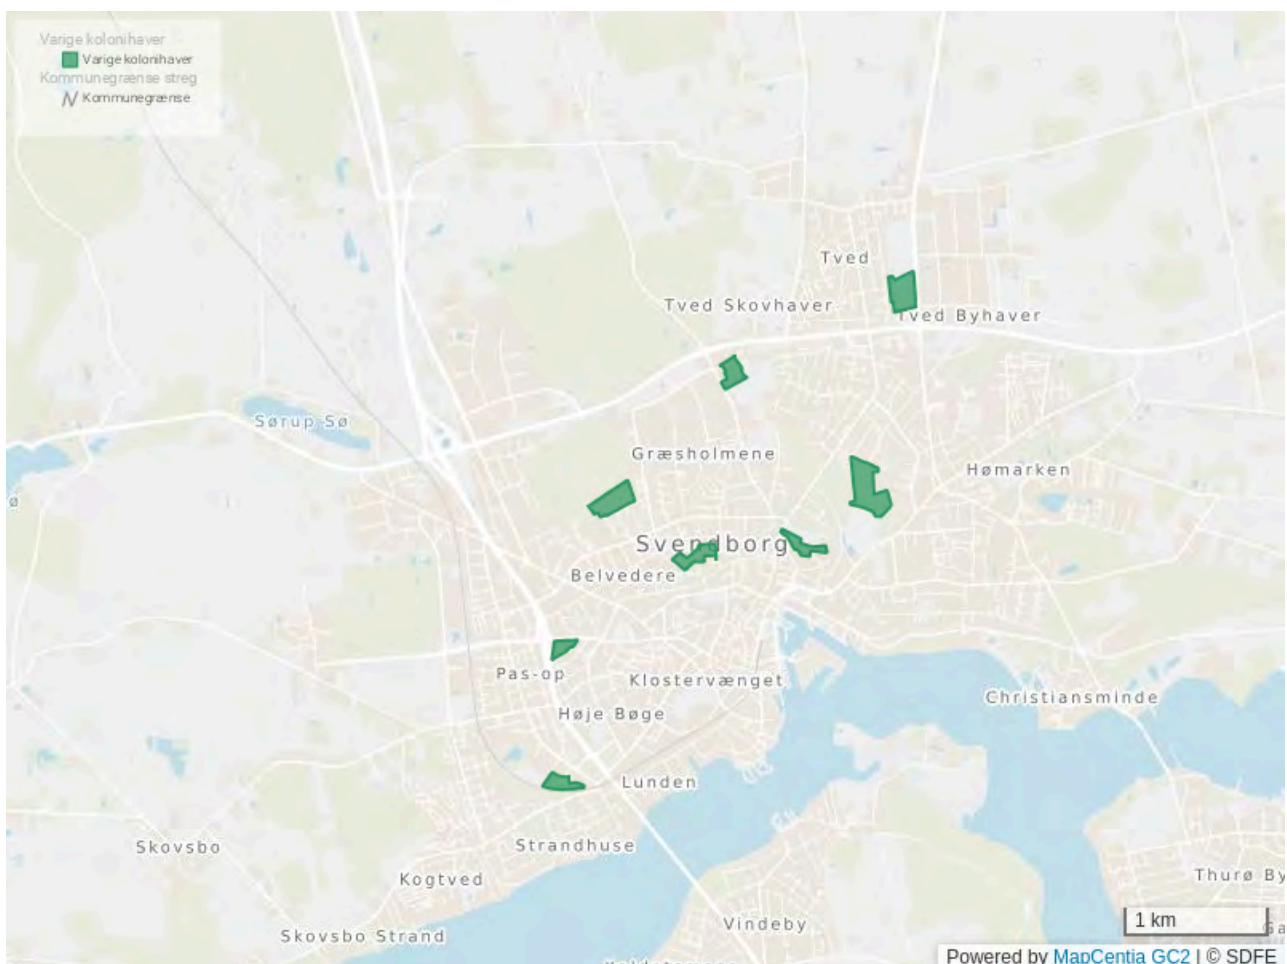 Varige kolonihaver
Varige kolonihaver
Kommunegrænse streg
Kommunegrænse
Tved
Tved Skovhaver
Tved Byhaver
Sørup Sø
Græsholmene
Hømarken
ø
Svendborg
Belvedere
Pas-op
Klostervænget
Christiansminde
Høje Bøge
Lunden
Skovsbo
Strandhuse
Kogtved
Thurø By
Vindeby
1 km
Skovsbo Strand
Powered by MapCentia GC2 | © SDFE